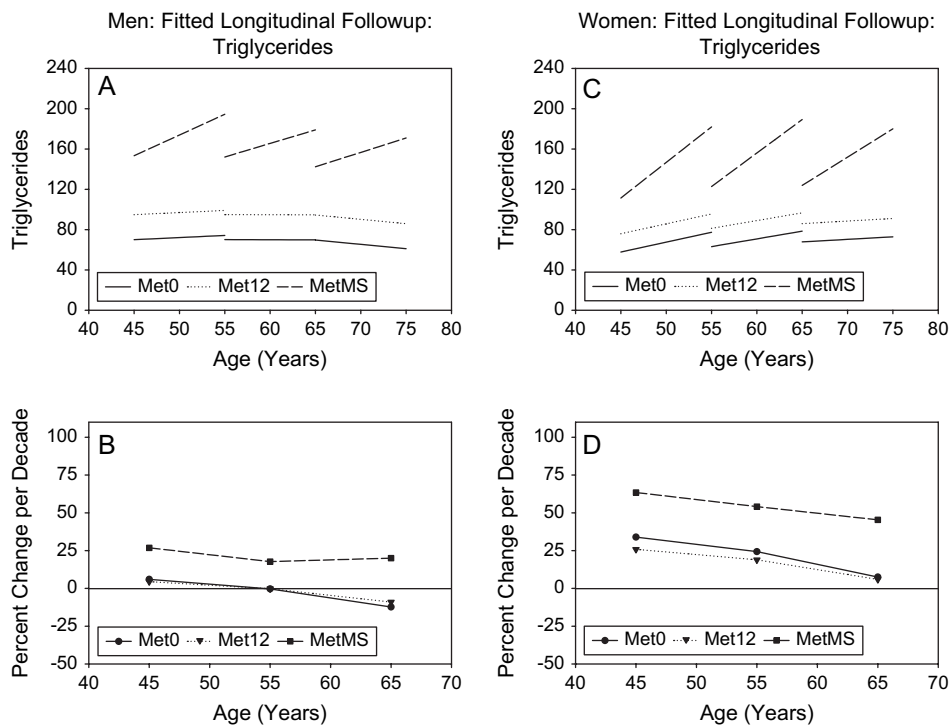 Men: Fitted Longitudinal Followup:
Triglycerides
A
Triglycerides
240
200
160
120
80
40
0
Met0 Met12 MetMS
40 45 50 55 60 65 70 75 80
Age (Years)
Women: Fitted Longitudinal Followup:
Triglycerides
C
Triglycerides
240
200
160
120
80
40
0
Met0 Met12 MetMS
40 45 50 55 60 65 70 75 80
Age (Years)
B
Percent Change per Decade
100
75
50
25
0
-25
-50
Met0 Met12 MetMS
40 45 50 55 60 65 70
Age (Years)
D
Percent Change per Decade
100
75
50
25
0
-25
-50
Met0 Met12 MetMS
40 45 50 55 60 65 70
Age (Years)